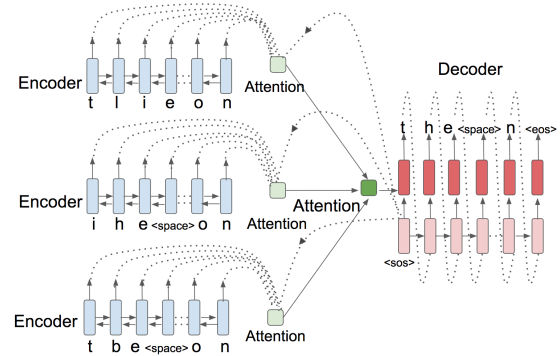 Encoder
t l i e o n
Attention
Encoder
i h e <space> o n
Attention
Encoder
t b e <space> o n
Attention
Attention
Decoder
t h e <space> n <eos>
<sos>